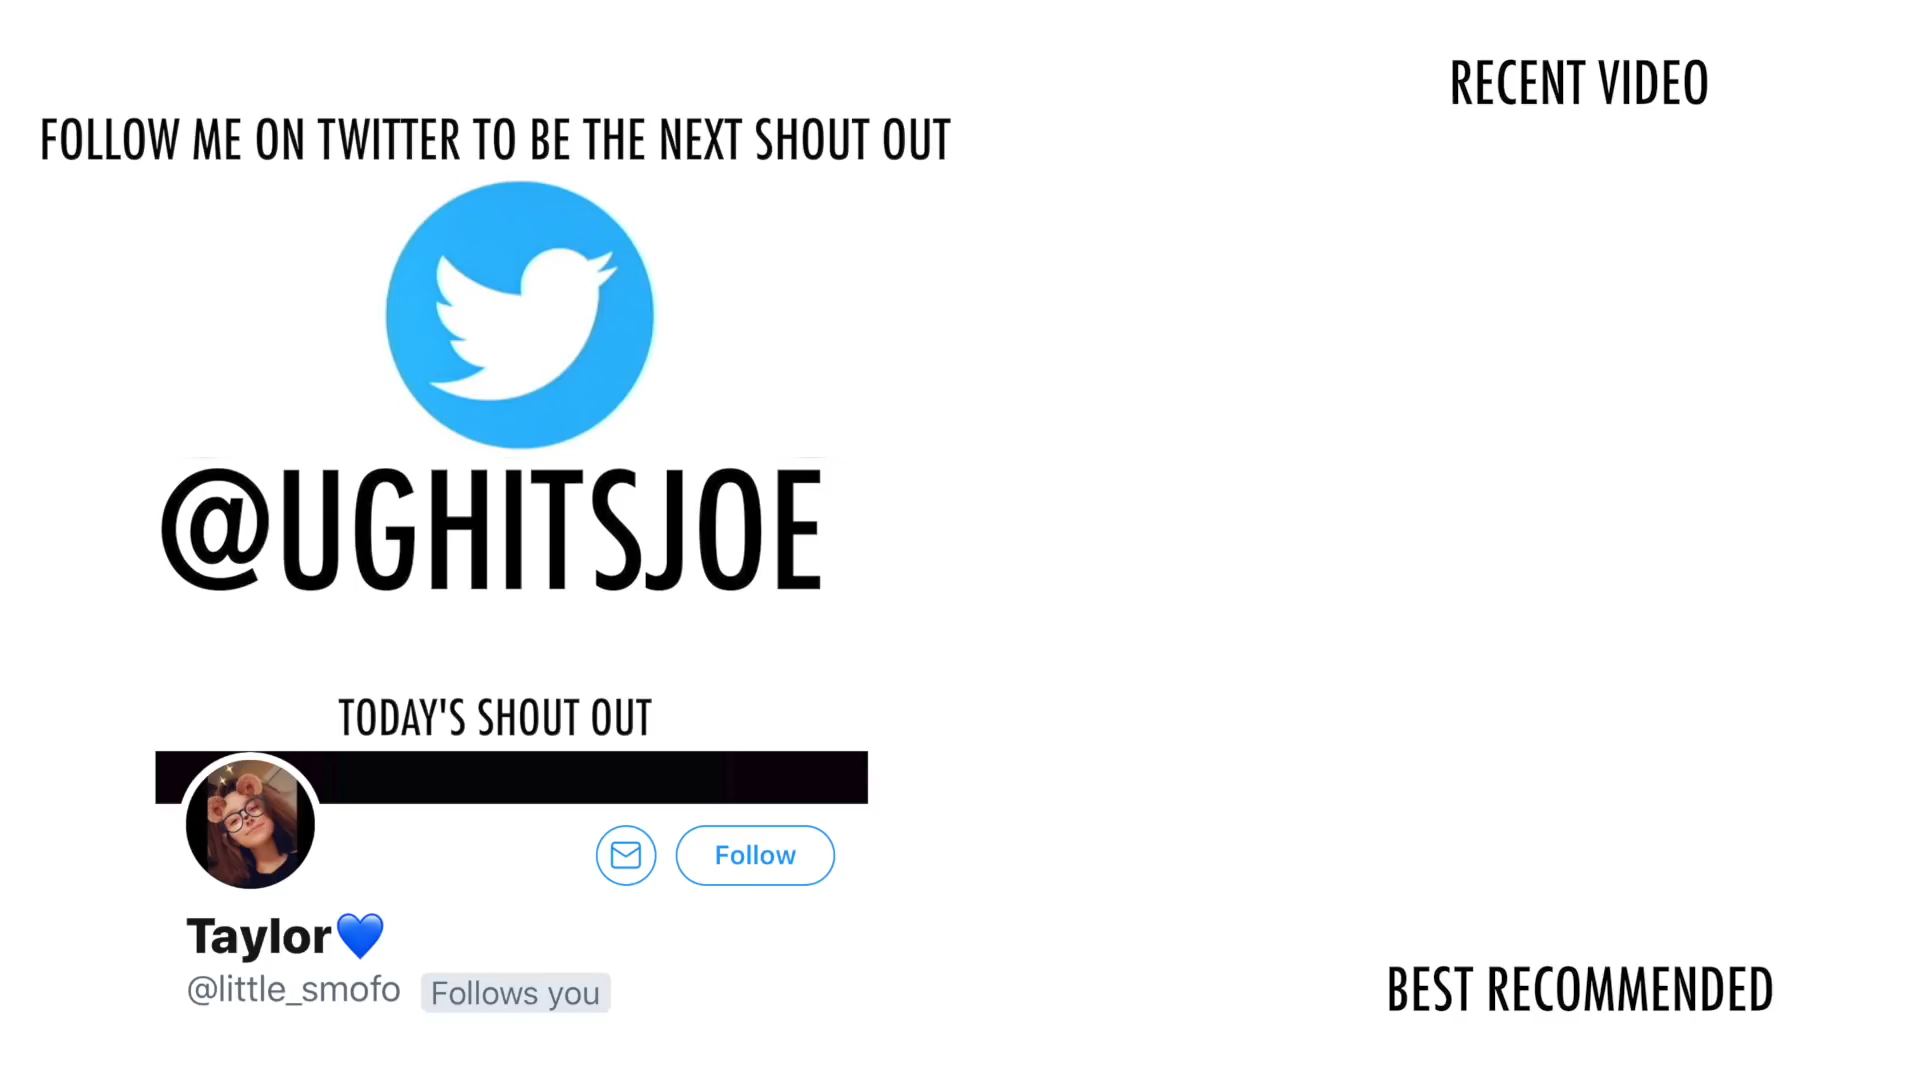 FOLLOW ME ON TWITTER TO BE THE NEXT SHOUT OUT
@UGHITSJOE
TODAY'S SHOUT OUT
Follow
Taylor💙
@little_smofo Follows you
RECENT VIDEO
BEST RECOMMENDED